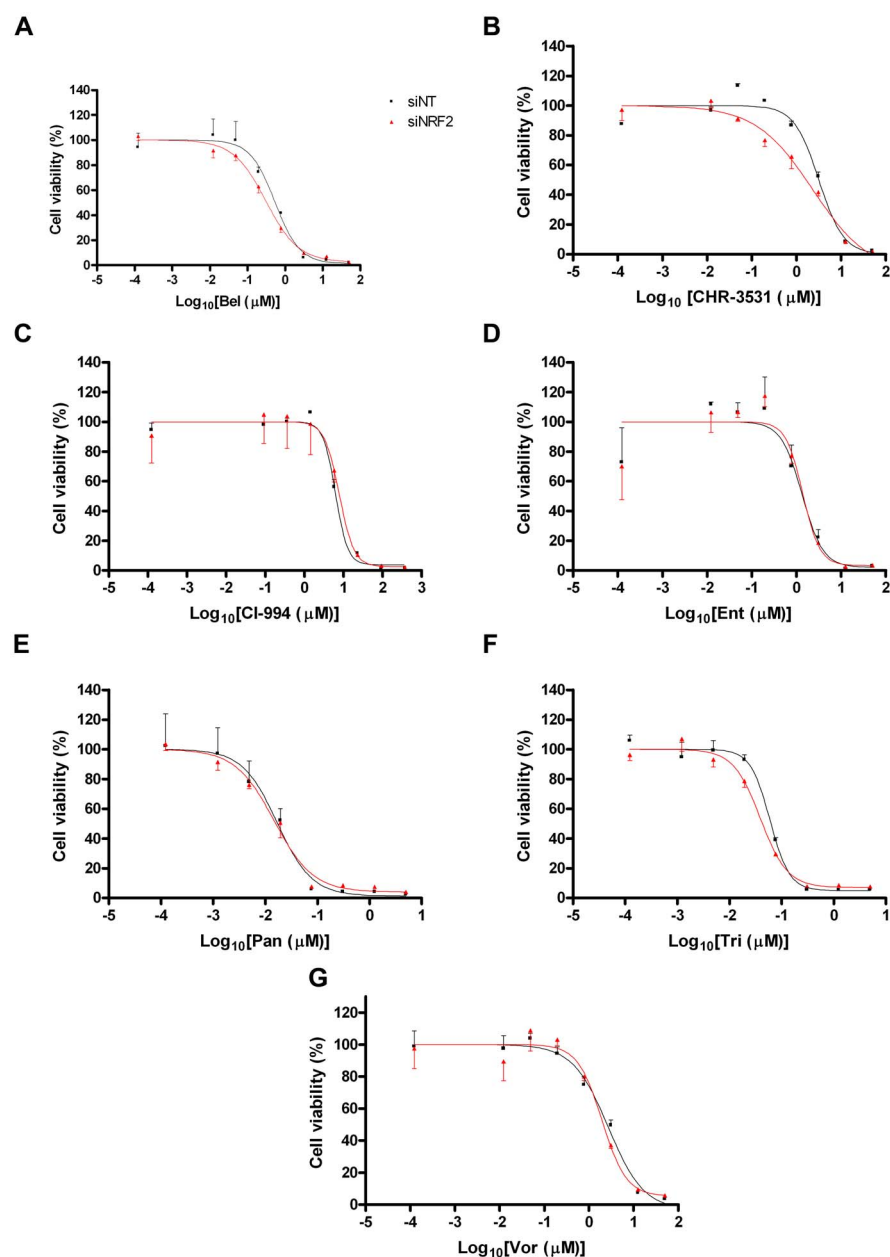 A
140
120
100
80
60
40
20
0
Cell viability (%)
-5 -4 -3 -2 -1 0 1 2
Log10[Bel (μM)]
siNT
siNRF2
B
140
120
100
80
60
40
20
0
Cell viability (%)
-5 -4 -3 -2 -1 0 1 2
Log10 [CHR-3531 (μM)]
C
140
120
100
80
60
40
20
0
Cell viability (%)
-5 -4 -3 -2 -1 0 1 2 3
Log10[CI-994 (μM)]
D
140
120
100
80
60
40
20
0
Cell viability (%)
-5 -4 -3 -2 -1 0 1 2
Log10[Ent (μM)]
E
140
120
100
80
60
40
20
0
Cell viability (%)
-5 -4 -3 -2 -1 0 1
Log10[Pan (μM)]
F
140
120
100
80
60
40
20
0
Cell viability (%)
-5 -4 -3 -2 -1 0 1
Log10[Tri (μM)]
G
120
100
80
60
40
20
0
Cell viability (%)
-5 -4 -3 -2 -1 0 1 2
Log10[Vor (μM)]